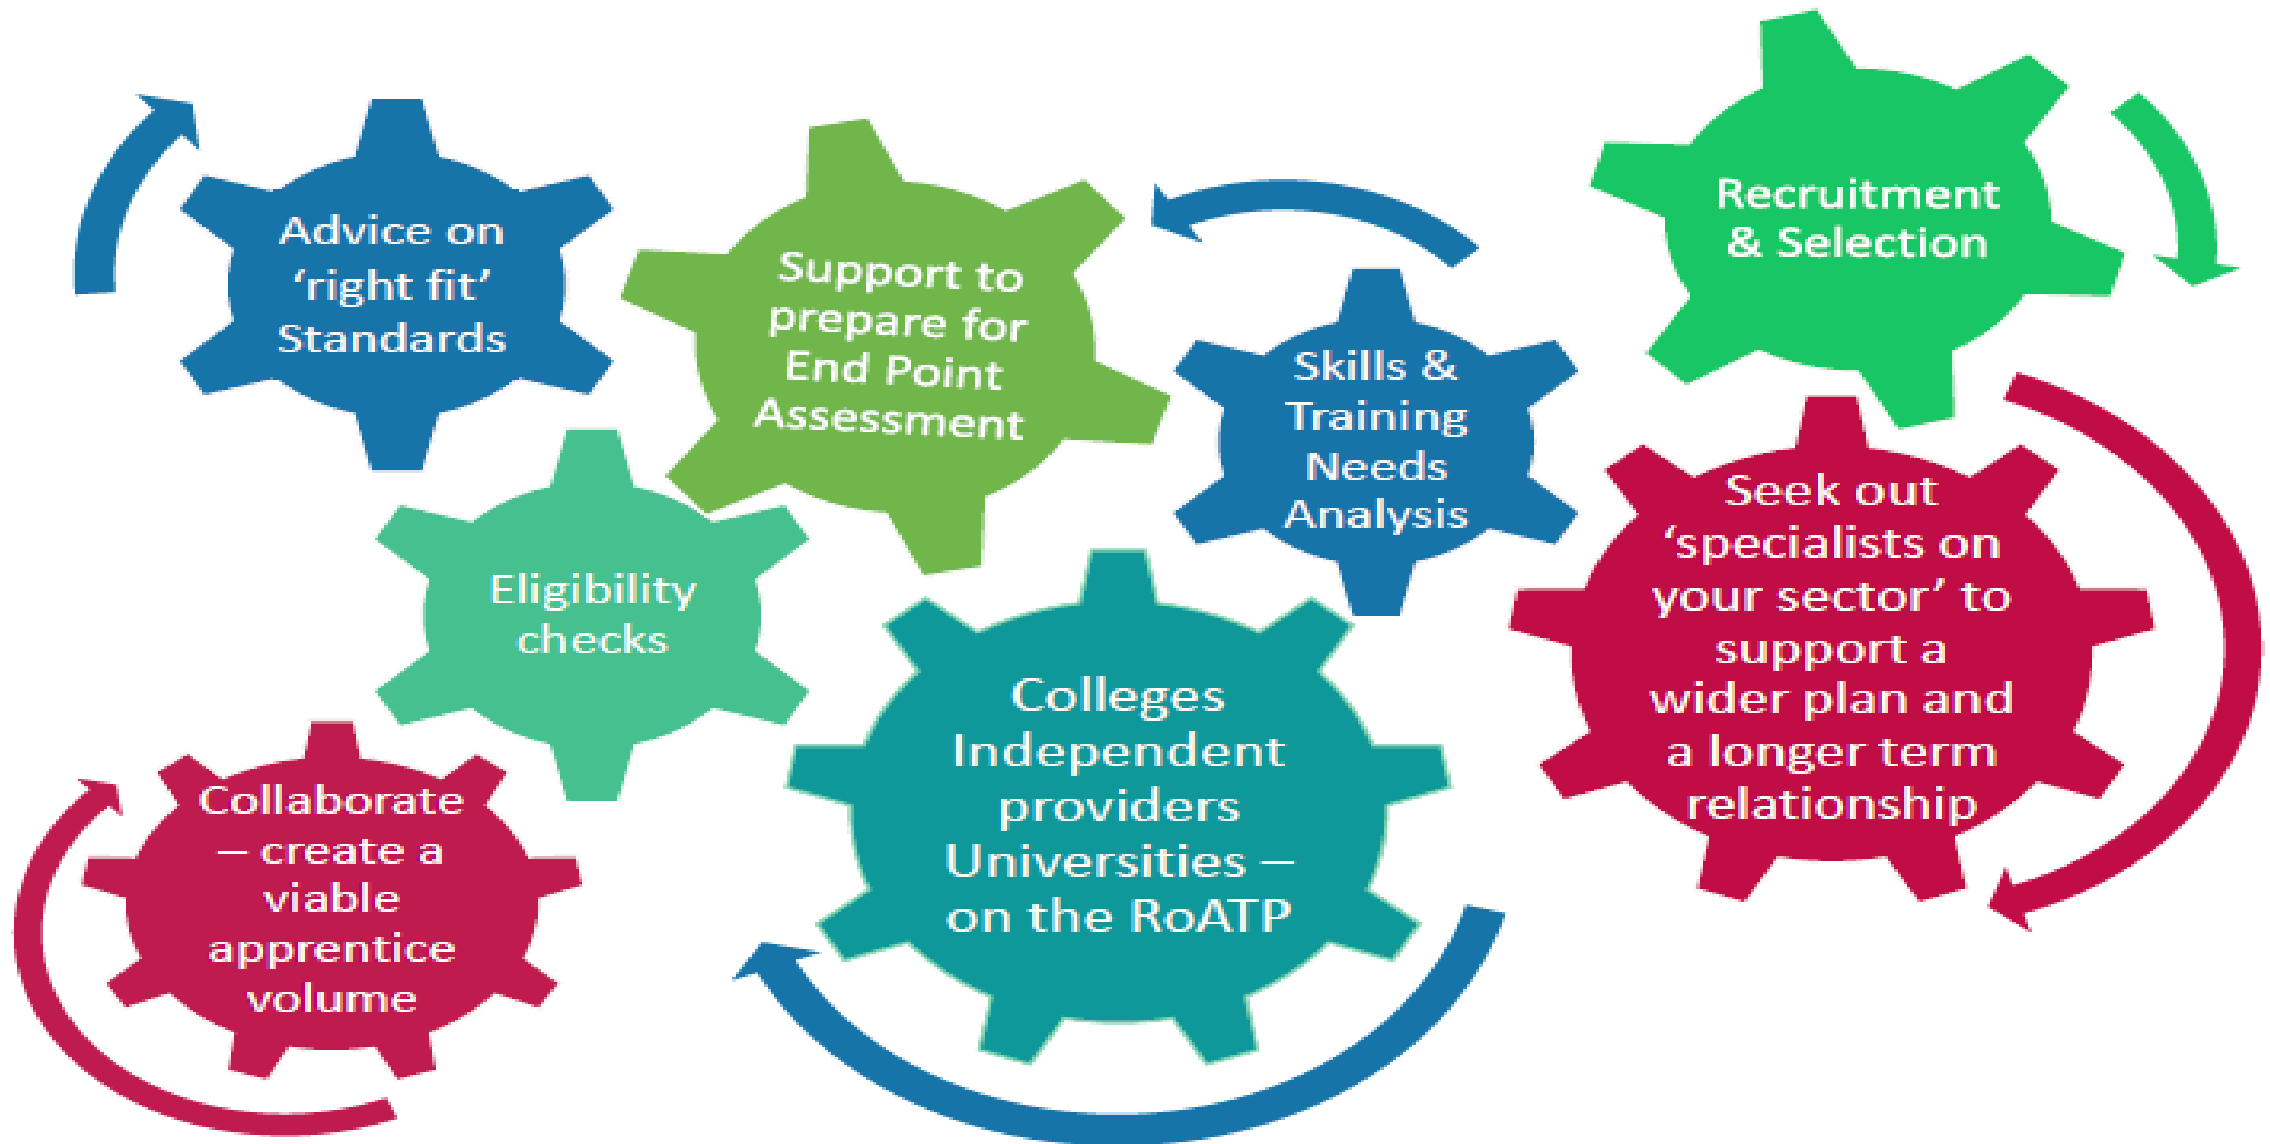 Advice on
‘right fit’
Standards
Support to
prepare for
End Point
Assessment
Skills &
Training
Needs
Analysis
Recruitment
& Selection
Eligibility
checks
Colleges
Independent
providers
Universities –
on the RoATP
Seek out
‘specialists on
your sector’ to
support a
wider plan and
a longer term
relationship
Collaborate
– create a
viable
apprentice
volume